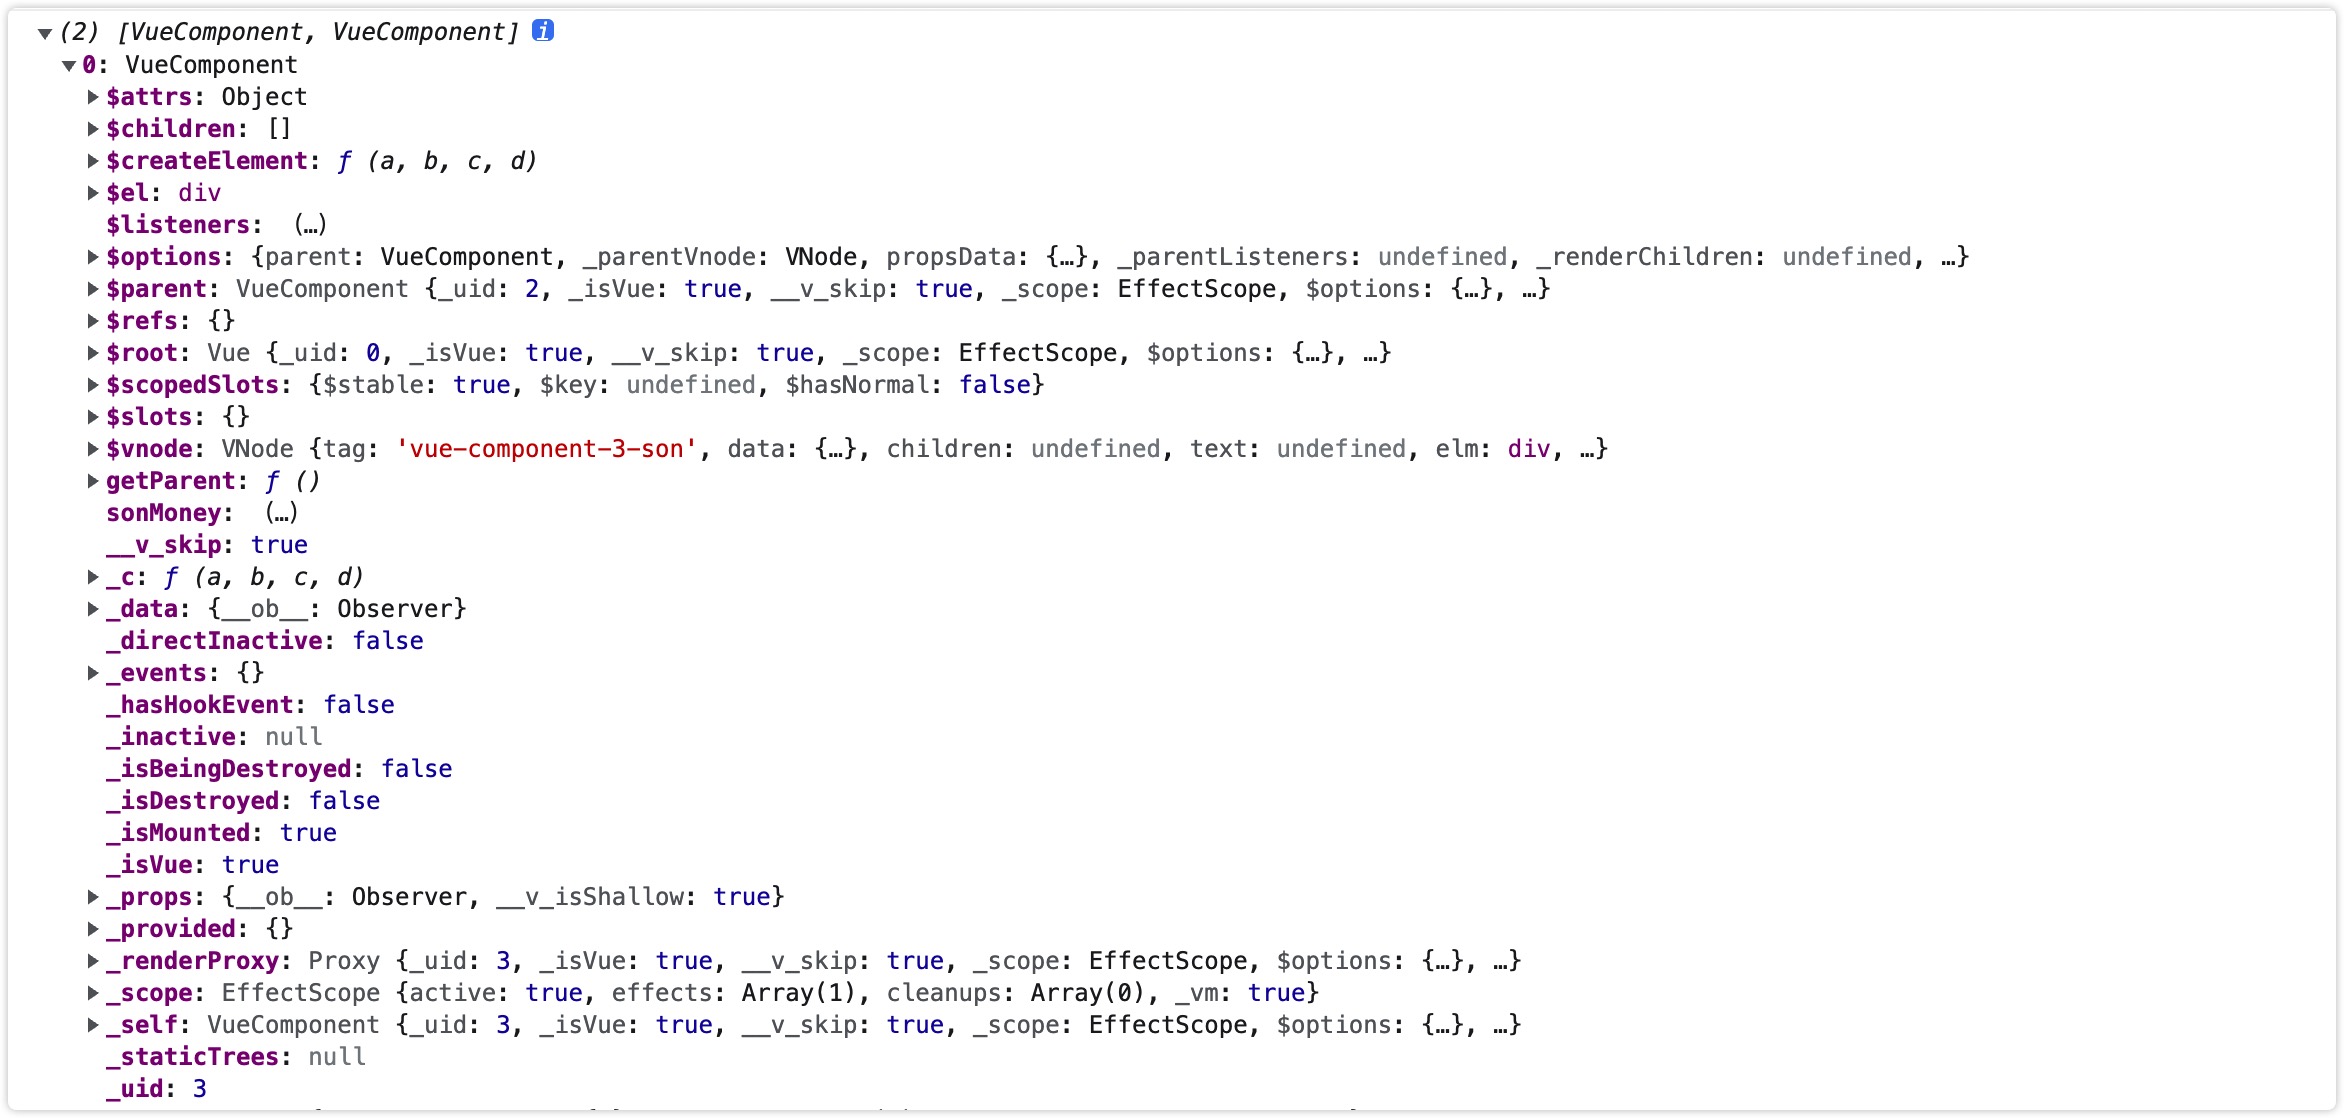 ▼(2) [VueComponent, VueComponent] i
▼0: VueComponent
▶$attrs: Object
▶$children: []
▶$createElement: ƒ (a, b, c, d)
▶$el: div
$listeners: (…)
▶$options: {parent: VueComponent, _parentVnode: VNode, propsData: {…}, _parentListeners: undefined, _renderChildren: undefined, …}
▶$parent: VueComponent {_uid: 2, _isVue: true, __v_skip: true, _scope: EffectScope, $options: {…}, …}
▶$refs: {}
▶$root: Vue {_uid: 0, _isVue: true, __v_skip: true, _scope: EffectScope, $options: {…}, …}
▶$scopedSlots: {$stable: true, $key: undefined, $hasNormal: false}
▶$slots: {}
▶$vnode: VNode {tag: 'vue-component-3-son', data: {…}, children: undefined, text: undefined, elm: div, …}
▶getParent: ƒ ()
sonMoney: (…)
__v_skip: true
▶_c: ƒ (a, b, c, d)
▶_data: {__ob__: Observer}
_directInactive: false
▶_events: {}
_hasHookEvent: false
_inactive: null
_isBeingDestroyed: false
_isDestroyed: false
_isMounted: true
_isVue: true
▶_props: {__ob__: Observer, __v_isShallow: true}
▶_provided: {}
▶_renderProxy: Proxy {_uid: 3, _isVue: true, __v_skip: true, _scope: EffectScope, $options: {…}, …}
▶_scope: EffectScope {active: true, effects: Array(1), cleanups: Array(0), _vm: true}
▶_self: VueComponent {_uid: 3, _isVue: true, __v_skip: true, _scope: EffectScope, $options: {…}, …}
_staticTrees: null
_uid: 3